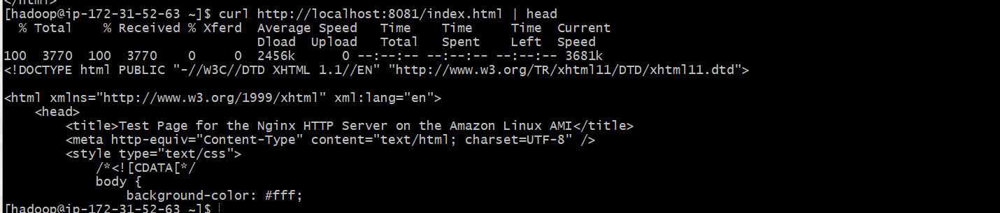 </html>
[hadoop@ip-172-31-52-63 ~]$ curl http://localhost:8081/index.html | head
  % Total    % Received % Xferd  Average Speed   Time    Time     Time  Current
                                 Dload  Upload   Total   Spent    Left  Speed
100  3770  100  3770    0     0  2456k      0 --:--:-- --:--:-- --:--:-- 3681k
<!DOCTYPE html PUBLIC "-//W3C//DTD XHTML 1.1//EN" "http://www.w3.org/TR/xhtml11/DTD/xhtml11.dtd">
<html xmlns="http://www.w3.org/1999/xhtml" xml:lang="en">
    <head>
        <title>Test Page for the Nginx HTTP Server on the Amazon Linux AMI</title>
        <meta http-equiv="Content-Type" content="text/html; charset=UTF-8" />
        <style type="text/css">
            /*<![CDATA[*/
            body {
                background-color: #fff;
[hadoop@ip-172-31-52-63 ~]$